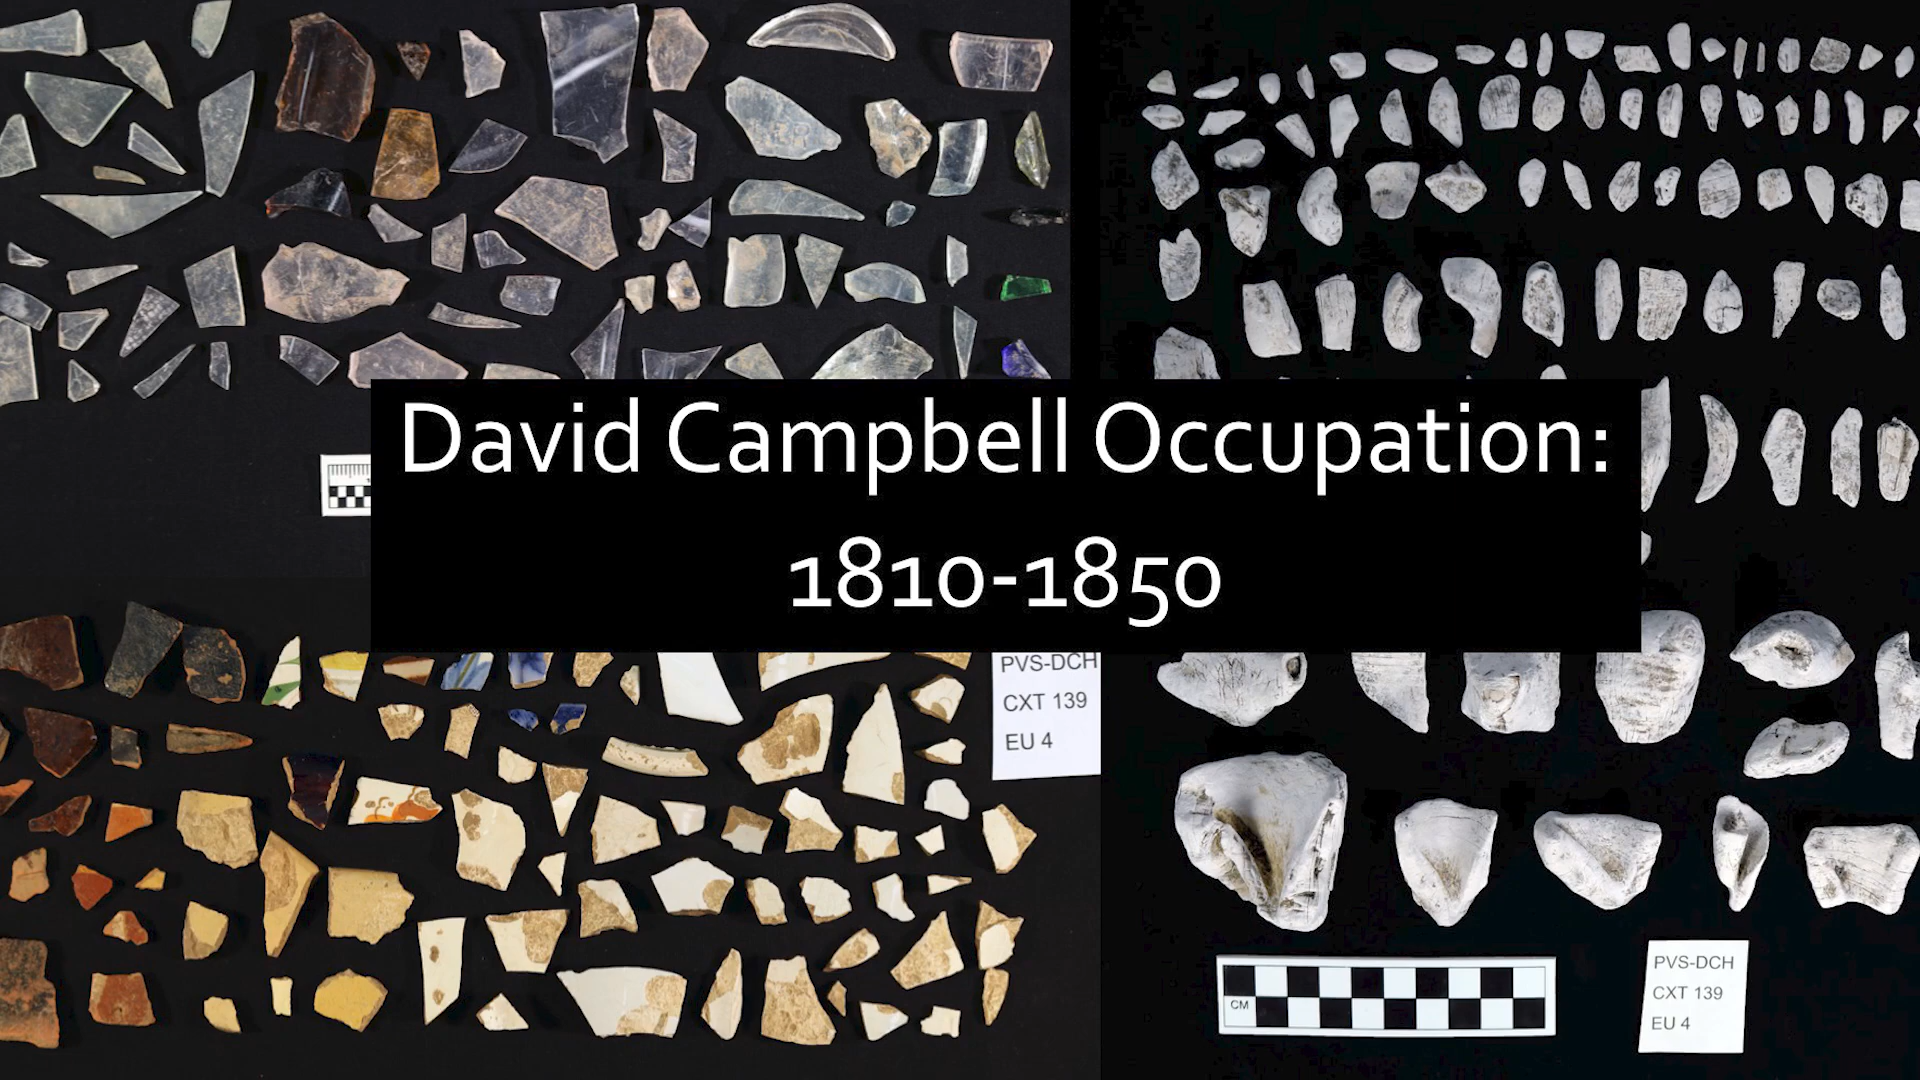 David Campbell Occupation:
1810-1850
PVS-DCH
CXT 139
EU 4
CM
PVS-DCH
CXT 139
EU 4